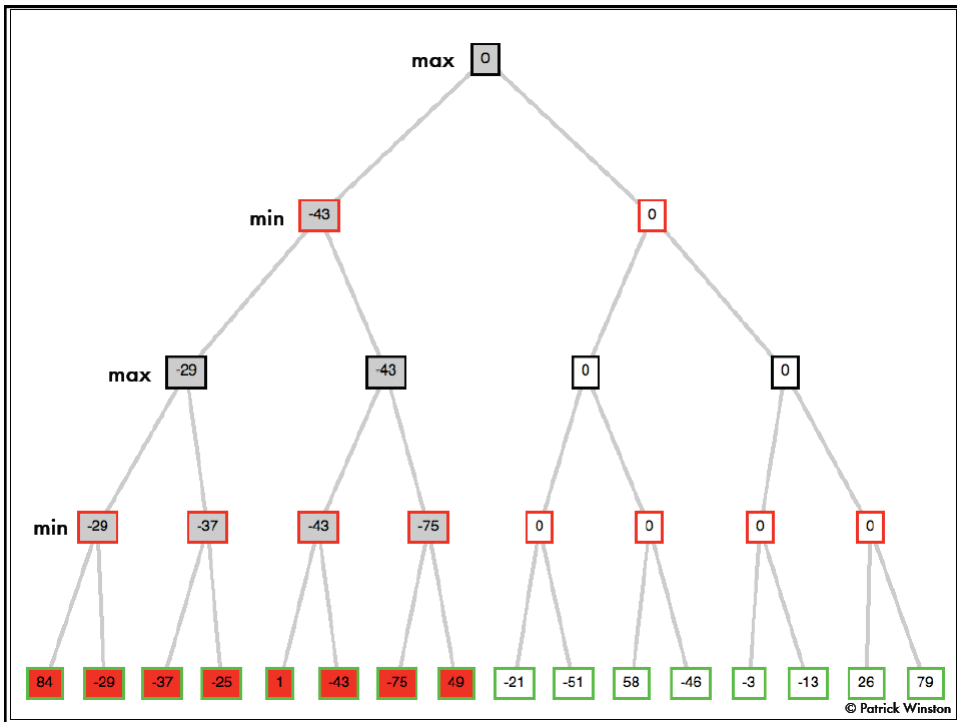 max 0
min -43 0
max -29 -43 0 0
min -29 -37 -43 -75 0 0 0 0
84 -29 -37 -25 1 -43 -75 49 -21 -51 58 -46 -3 -13 26 79
© Patrick Winston